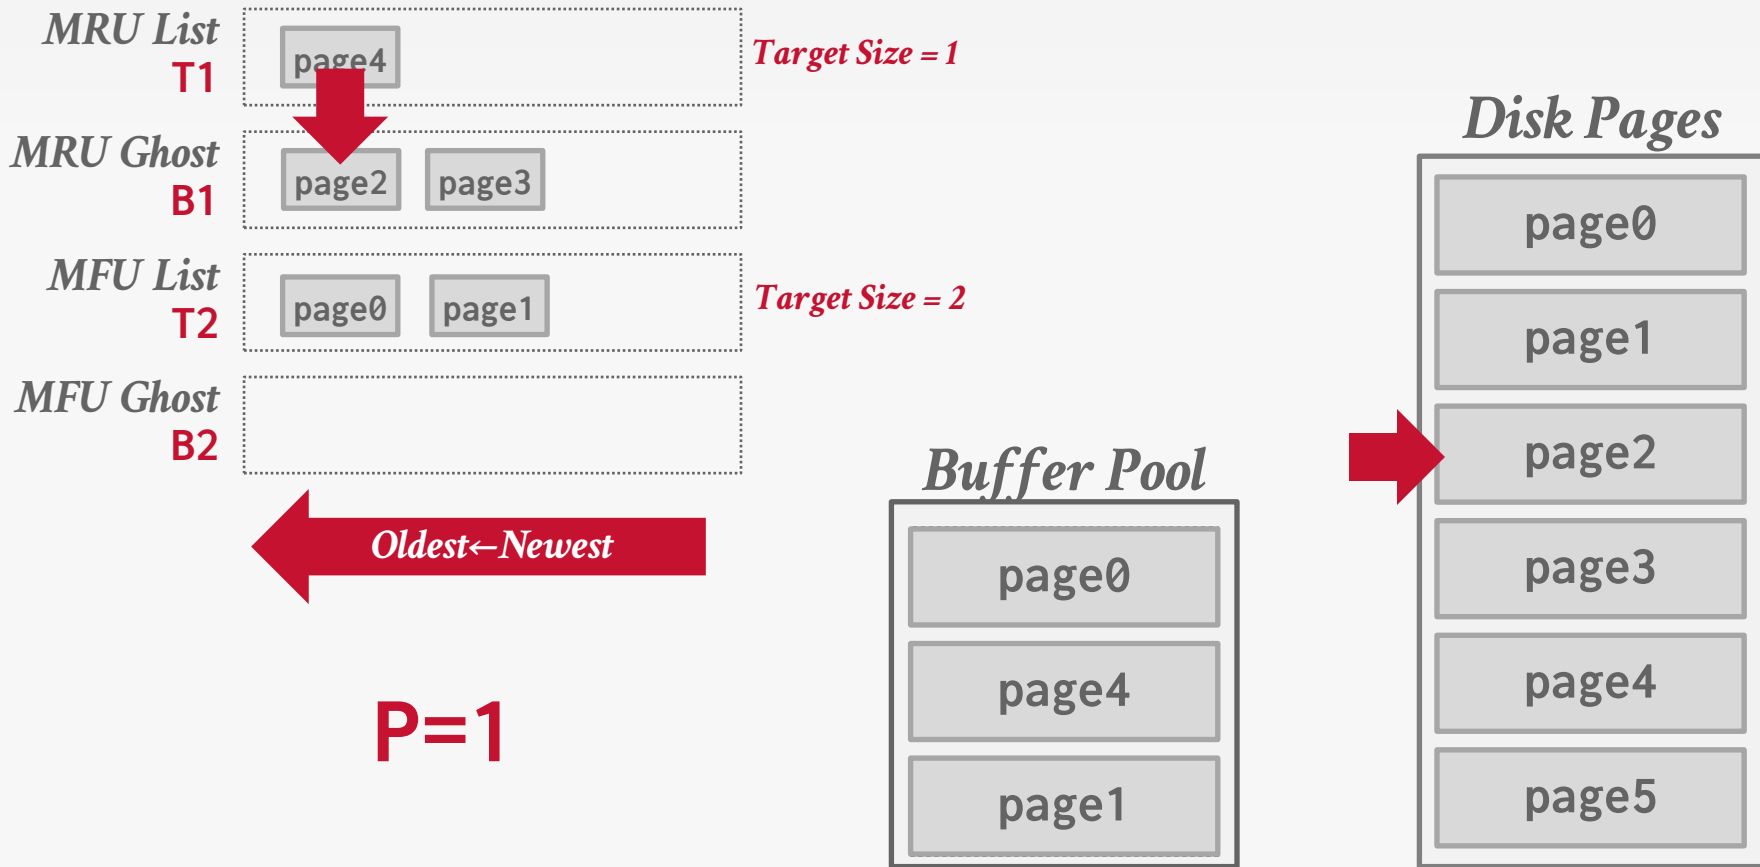 MRU List
T1
page4
Target Size = 1
MRU Ghost
B1
page2
page3
MFU List
T2
page0
page1
Target Size = 2
MFU Ghost
B2
Oldest←Newest
P=1
Buffer Pool
page0
page4
page1
Disk Pages
page0
page1
page2
page3
page4
page5